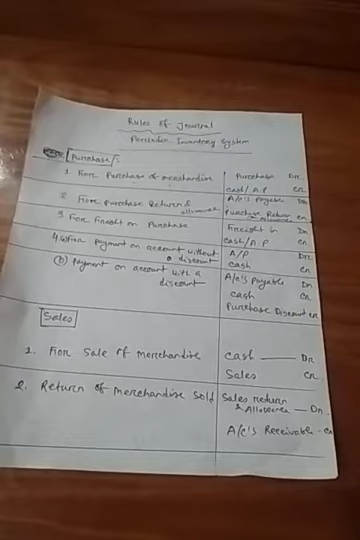 Rules of Journal
Periodic Inventory System
Purchase:
1. For Purchase of merchandise Purchase Dr.
cash/A.P cr.
2. For purchase Return & allowance A/c's Payable Dr
Purchase Return & Allowance cr
3. For Freight on Purchase Freight in Dr
cash/A P cr
4. (a) For payment on account without a discount A/P Dr.
cash cr
(b) payment on account with a discount A/c's Payable Dr
cash cr.
Purchase Discount cr
Sales
1. For Sale of merchandise cash — Dr
Sales cr.
2. Return of merchandise Sold Sales return
& Allowance — Dr.
A/c's Receivable - cr